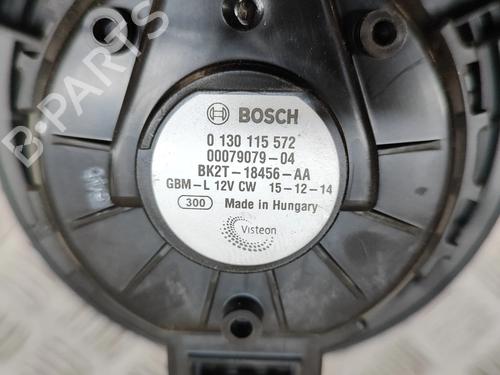 B-PARTS
BOSCH
0 130 115 572
00079079-04
BK2T-18456-AA
GBM-L 12V CW 15-12-14
300 Made in Hungary
Visteon